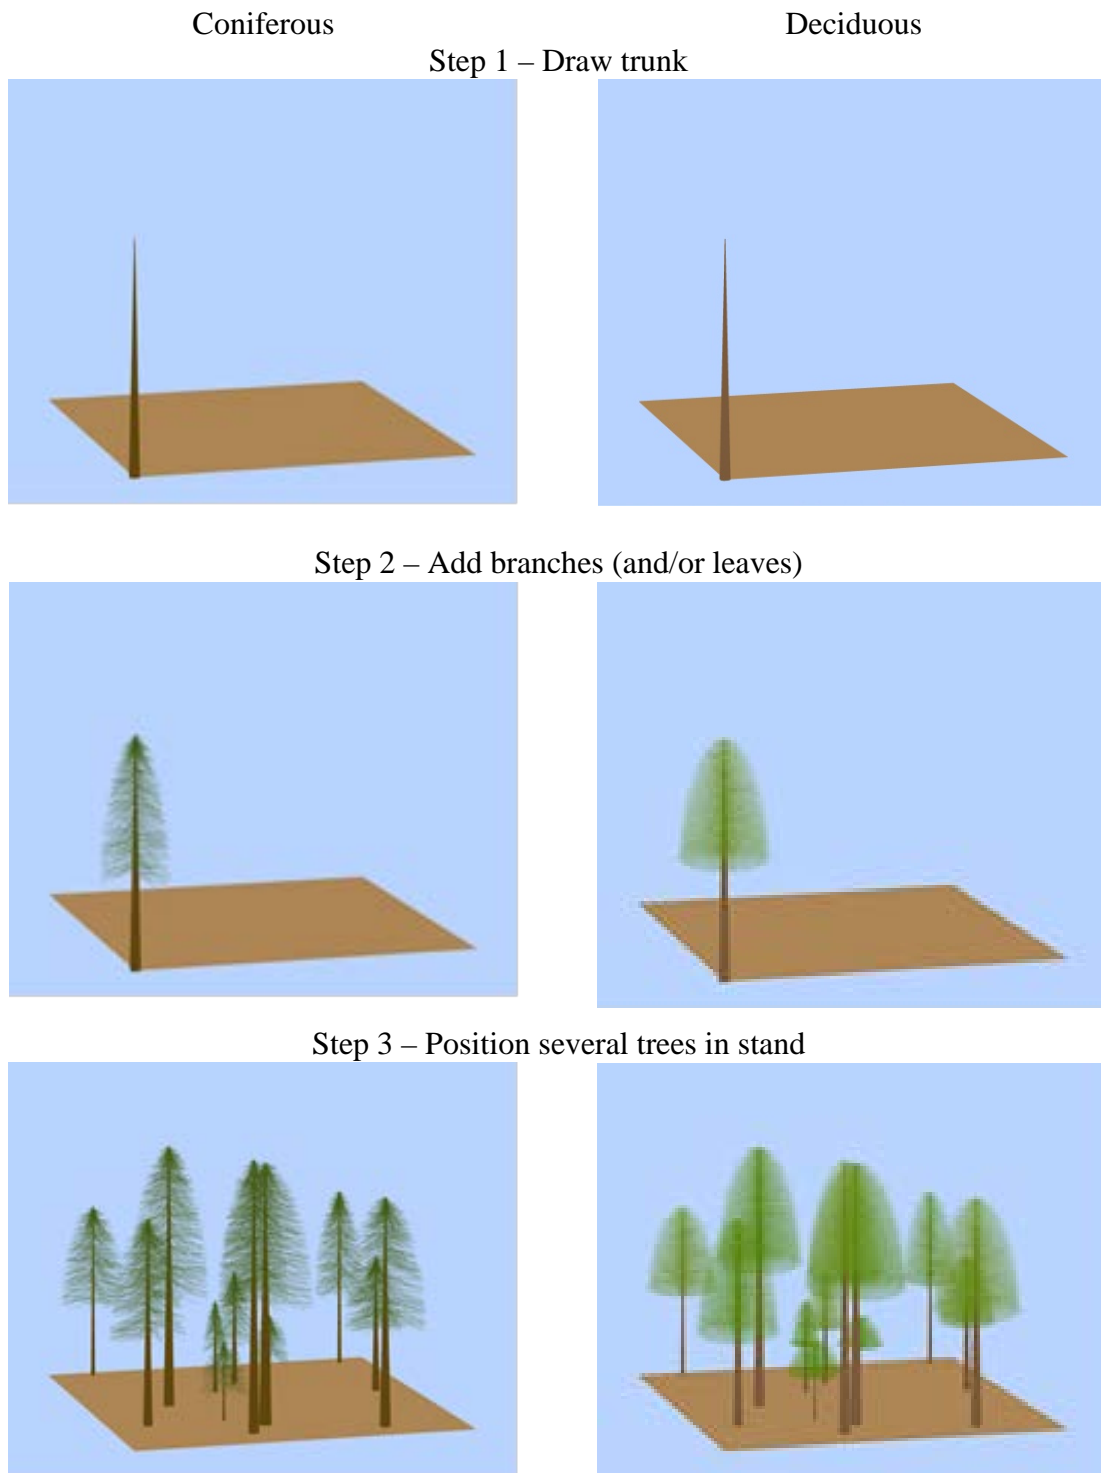 Coniferous
Deciduous
Step 1 – Draw trunk
Step 2 – Add branches (and/or leaves)
Step 3 – Position several trees in stand